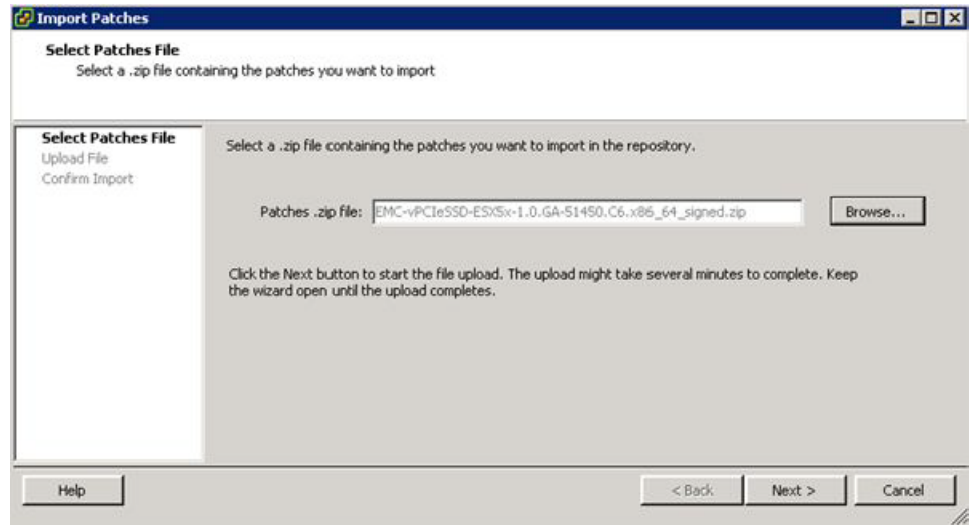 Import Patches
Select Patches File
Select a .zip file containing the patches you want to import
Select Patches File
Upload File
Confirm Import
Select a .zip file containing the patches you want to import in the repository.
Patches .zip file: EMC-vPCIeSSD-ESX5x-1.0.GA-51450.C6.x86_64_signed.zip Browse...
Click the Next button to start the file upload. The upload might take several minutes to complete. Keep
the wizard open until the upload completes.
Help < Back Next > Cancel